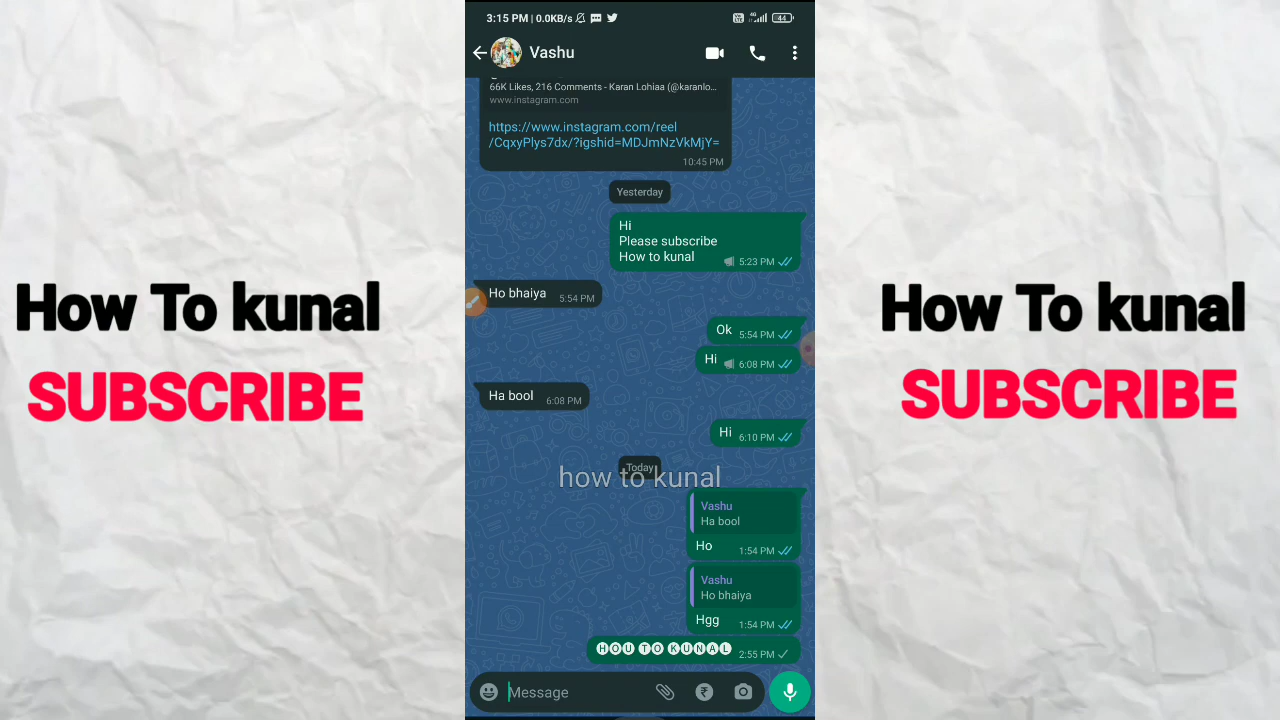 3:15 PM | 0.0KB/s
4G
44
Vashu
66K Likes, 216 Comments - Karan Lohiaa (@karanlo...
www.instagram.com
https://www.instagram.com/reel
/CqxyPlys7dx/?igshid=MDJmNzVkMjY=
10:45 PM
Yesterday
Hi
Please subscribe
How to kunal
5:23 PM
Ho bhaiya
5:54 PM
Ok
5:54 PM
Hi
6:08 PM
Ha bool
6:08 PM
Hi
6:10 PM
Today
how to kunal
Vashu
Ha bool
Ho
1:54 PM
Vashu
Ho bhaiya
Hgg
1:54 PM
🅗🅞🅤 🅣🅞 🅚🅤🅝🅐🅛
2:55 PM
Message
₹
How To kunal
SUBSCRIBE
How To kunal
SUBSCRIBE